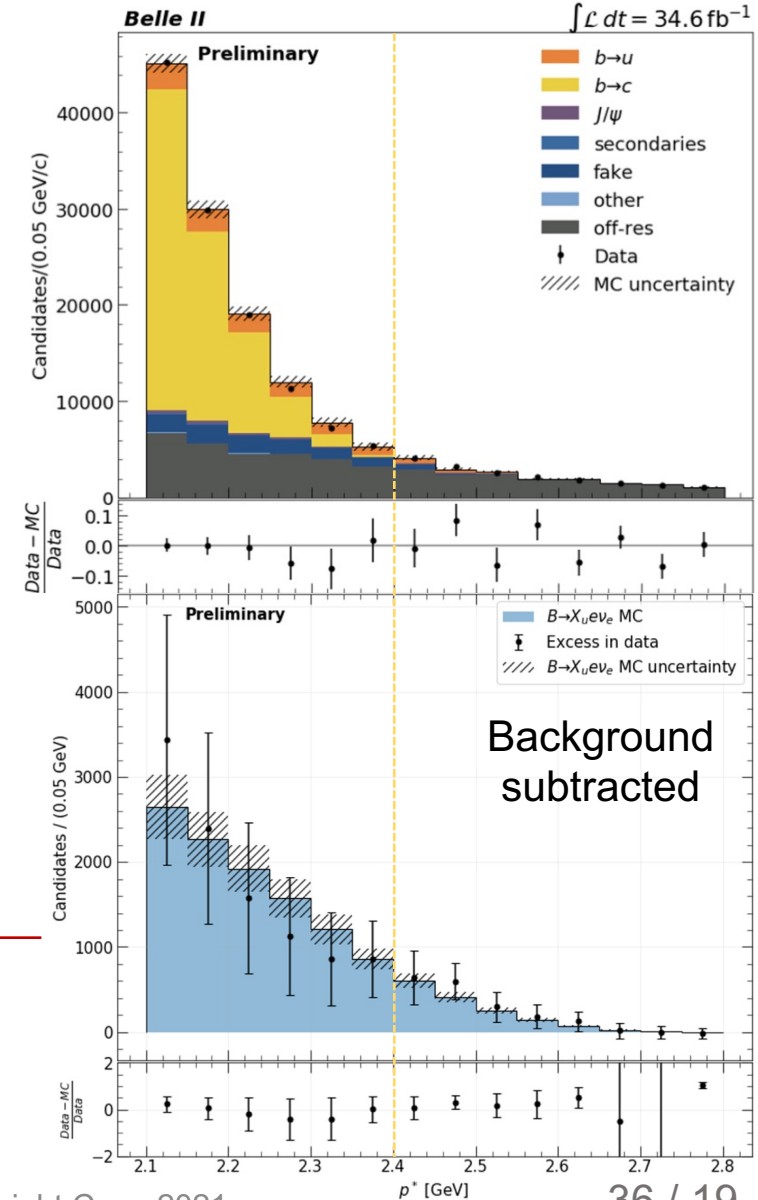 Belle II
∫ℒ dt = 34.6 fb⁻¹
Preliminary
b→u
b→c
J/ψ
secondaries
fake
other
off-res
Data
MC uncertainty
Candidates/(0.05 GeV/c)
40000
30000
20000
10000
0
Data − MC
Data
0.1
0.0
−0.1
Preliminary
B→Xᵤeνₑ MC
Excess in data
B→Xᵤeνₑ MC uncertainty
Background
subtracted
Candidates / (0.05 GeV)
5000
4000
3000
2000
1000
0
Data − MC
Data
2
0
−2
2.1 2.2 2.3 2.4 2.5 2.6 2.7 2.8
p* [GeV]
36 / 19